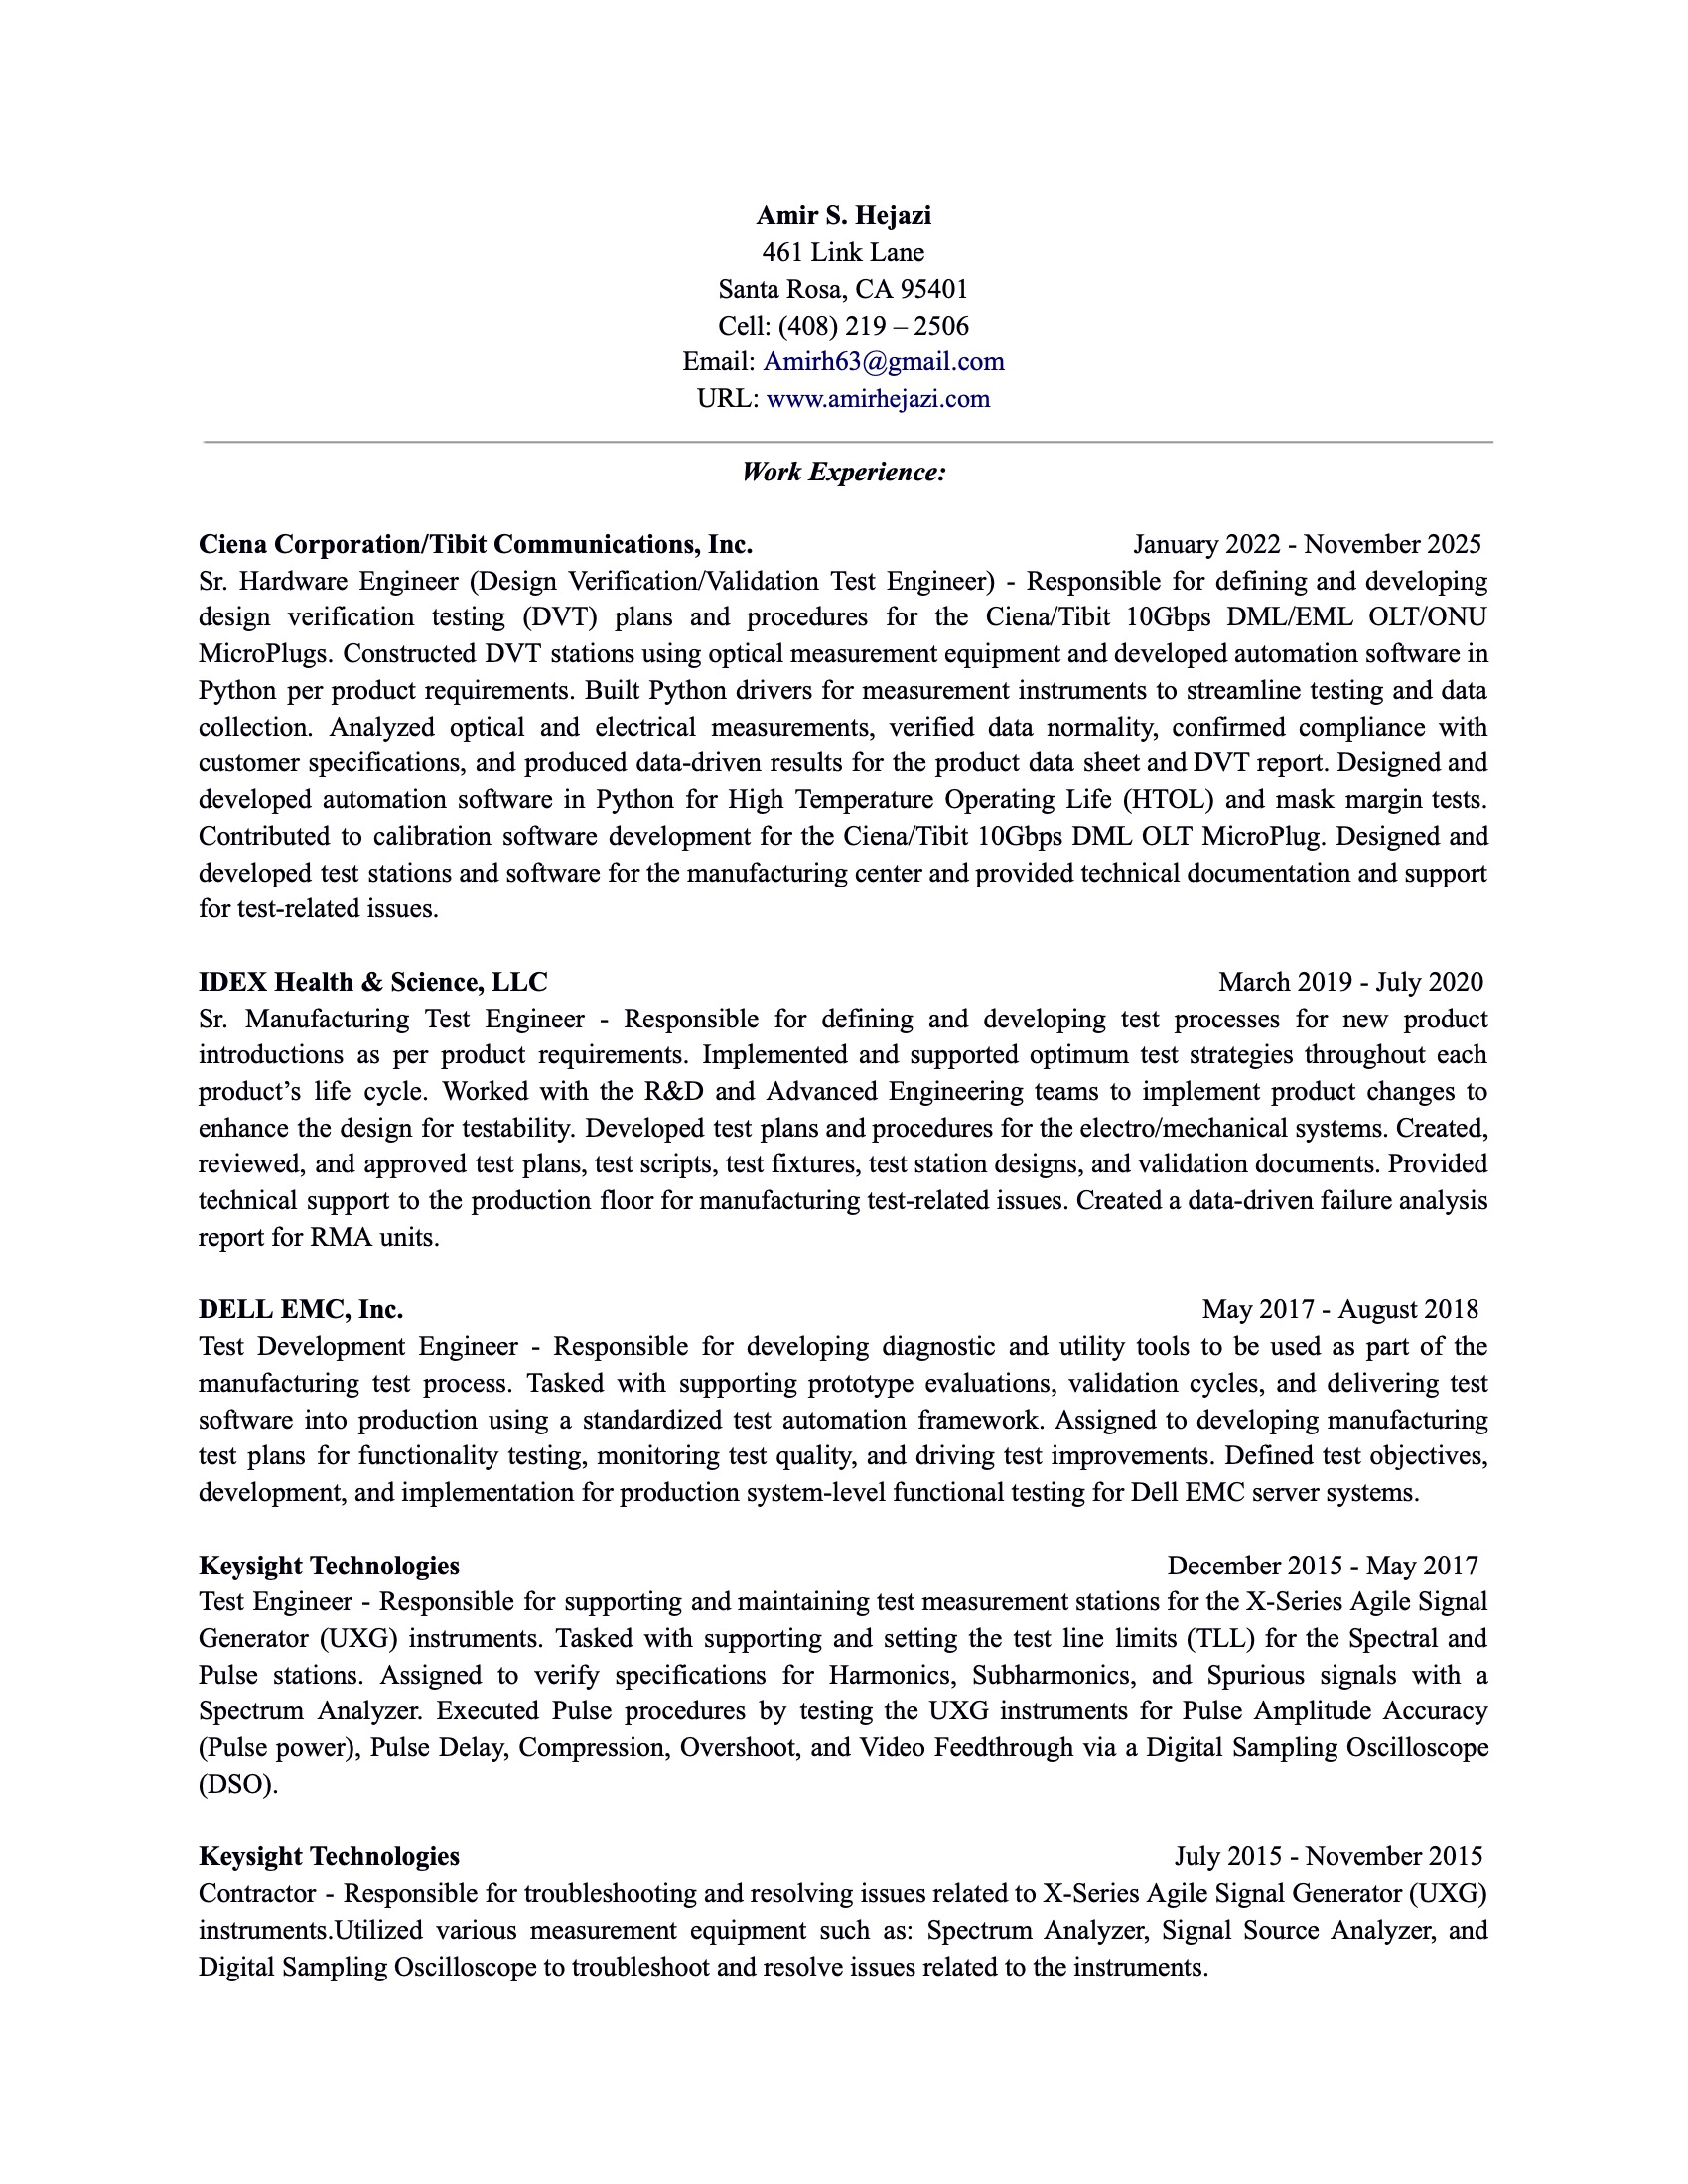 Amir S. Hejazi
461 Link Lane
Santa Rosa, CA 95401
Cell: (408) 219 – 2506
Email: Amirh63@gmail.com
URL: www.amirhejazi.com
Work Experience:
Ciena Corporation/Tibit Communications, Inc. January 2022 - November 2025
Sr. Hardware Engineer (Design Verification/Validation Test Engineer) - Responsible for defining and developing
design verification testing (DVT) plans and procedures for the Ciena/Tibit 10Gbps DML/EML OLT/ONU
MicroPlugs. Constructed DVT stations using optical measurement equipment and developed automation software in
Python per product requirements. Built Python drivers for measurement instruments to streamline testing and data
collection. Analyzed optical and electrical measurements, verified data normality, confirmed compliance with
customer specifications, and produced data-driven results for the product data sheet and DVT report. Designed and
developed automation software in Python for High Temperature Operating Life (HTOL) and mask margin tests.
Contributed to calibration software development for the Ciena/Tibit 10Gbps DML OLT MicroPlug. Designed and
developed test stations and software for the manufacturing center and provided technical documentation and support
for test-related issues.
IDEX Health & Science, LLC March 2019 - July 2020
Sr. Manufacturing Test Engineer - Responsible for defining and developing test processes for new product
introductions as per product requirements. Implemented and supported optimum test strategies throughout each
product’s life cycle. Worked with the R&D and Advanced Engineering teams to implement product changes to
enhance the design for testability. Developed test plans and procedures for the electro/mechanical systems. Created,
reviewed, and approved test plans, test scripts, test fixtures, test station designs, and validation documents. Provided
technical support to the production floor for manufacturing test-related issues. Created a data-driven failure analysis
report for RMA units.
DELL EMC, Inc. May 2017 - August 2018
Test Development Engineer - Responsible for developing diagnostic and utility tools to be used as part of the
manufacturing test process. Tasked with supporting prototype evaluations, validation cycles, and delivering test
software into production using a standardized test automation framework. Assigned to developing manufacturing
test plans for functionality testing, monitoring test quality, and driving test improvements. Defined test objectives,
development, and implementation for production system-level functional testing for Dell EMC server systems.
Keysight Technologies December 2015 - May 2017
Test Engineer - Responsible for supporting and maintaining test measurement stations for the X-Series Agile Signal
Generator (UXG) instruments. Tasked with supporting and setting the test line limits (TLL) for the Spectral and
Pulse stations. Assigned to verify specifications for Harmonics, Subharmonics, and Spurious signals with a
Spectrum Analyzer. Executed Pulse procedures by testing the UXG instruments for Pulse Amplitude Accuracy
(Pulse power), Pulse Delay, Compression, Overshoot, and Video Feedthrough via a Digital Sampling Oscilloscope
(DSO).
Keysight Technologies July 2015 - November 2015
Contractor - Responsible for troubleshooting and resolving issues related to X-Series Agile Signal Generator (UXG)
instruments.Utilized various measurement equipment such as: Spectrum Analyzer, Signal Source Analyzer, and
Digital Sampling Oscilloscope to troubleshoot and resolve issues related to the instruments.